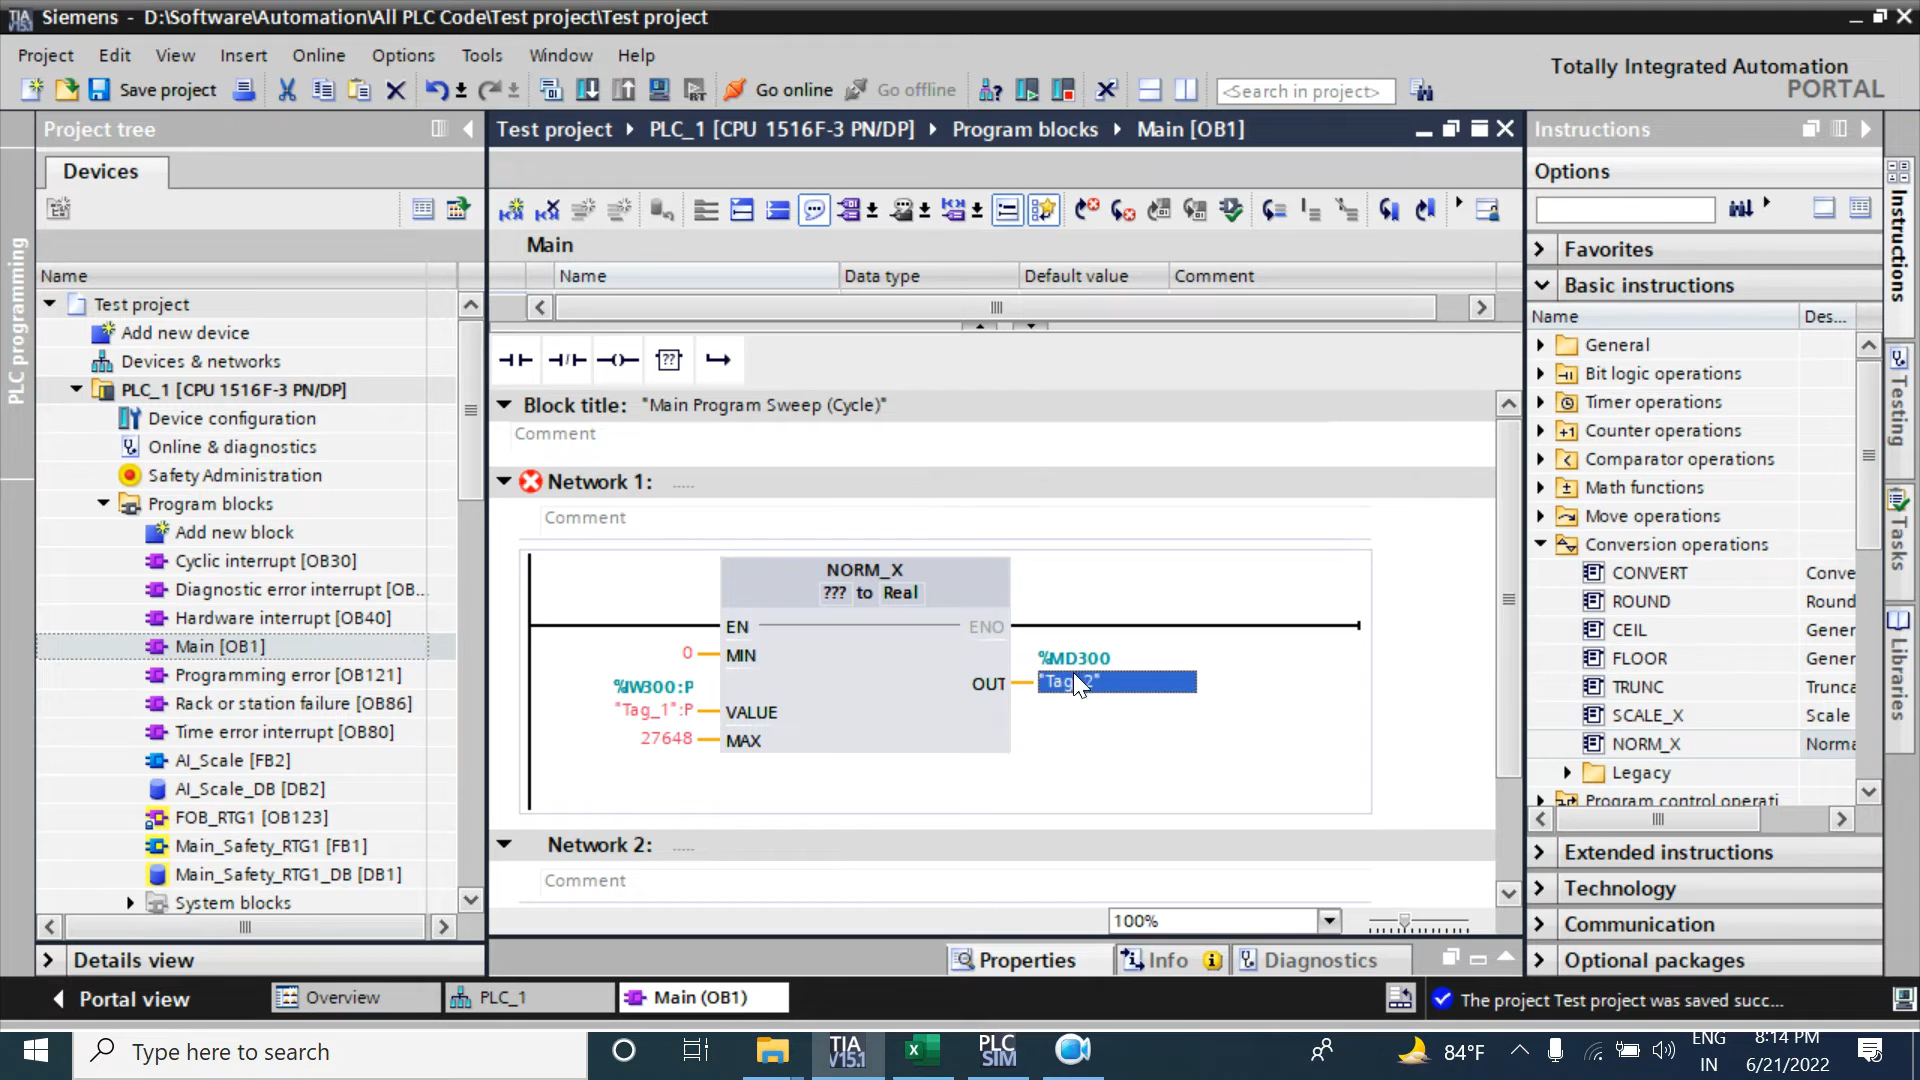 TIA V15.1 Siemens - D:\Software\Automation\All PLC Code\Test project\Test project
Project Edit View Insert Online Options Tools Window Help
Totally Integrated Automation
PORTAL
Save project Go online Go offline <Search in project>
Project tree
Test project PLC_1 [CPU 1516F-3 PN/DP] Program blocks Main [OB1]
Instructions
Devices
Options
Main
Name
Name Data type Default value Comment
Favorites
Basic instructions
Name Des...
Test project
Add new device
Devices & networks
PLC_1 [CPU 1516F-3 PN/DP]
Device configuration
Online & diagnostics
Safety Administration
Program blocks
Add new block
Cyclic interrupt [OB30]
Diagnostic error interrupt [OB...
Hardware interrupt [OB40]
Main [OB1]
Programming error [OB121]
Rack or station failure [OB86]
Time error interrupt [OB80]
AI_Scale [FB2]
AI_Scale_DB [DB2]
FOB_RTG1 [OB123]
Main_Safety_RTG1 [FB1]
Main_Safety_RTG1_DB [DB1]
System blocks
Details view
??
Block title: "Main Program Sweep (Cycle)"
Comment
Network 1: .....
Comment
NORM_X
??? to Real
EN ENO
0 MIN
%IW300:P
"Tag_1":P VALUE
27648 MAX
OUT
%MD300
"Tag_2"
Network 2: .....
Comment
100%
Properties Info Diagnostics
General
Bit logic operations
Timer operations
Counter operations
Comparator operations
Math functions
Move operations
Conversion operations
CONVERT Conve
ROUND Round
CEIL Gener
FLOOR Gener
TRUNC Trunca
SCALE_X Scale
NORM_X Norma
Legacy
Program control operati
Extended instructions
Technology
Communication
Optional packages
PLC programming
Instructions
Testing
Tasks
Libraries
Portal view Overview PLC_1 Main (OB1)
The project Test project was saved succ...
Type here to search
TIA V15.1
PLC SIM
84°F
ENG
IN
8:14 PM
6/21/2022